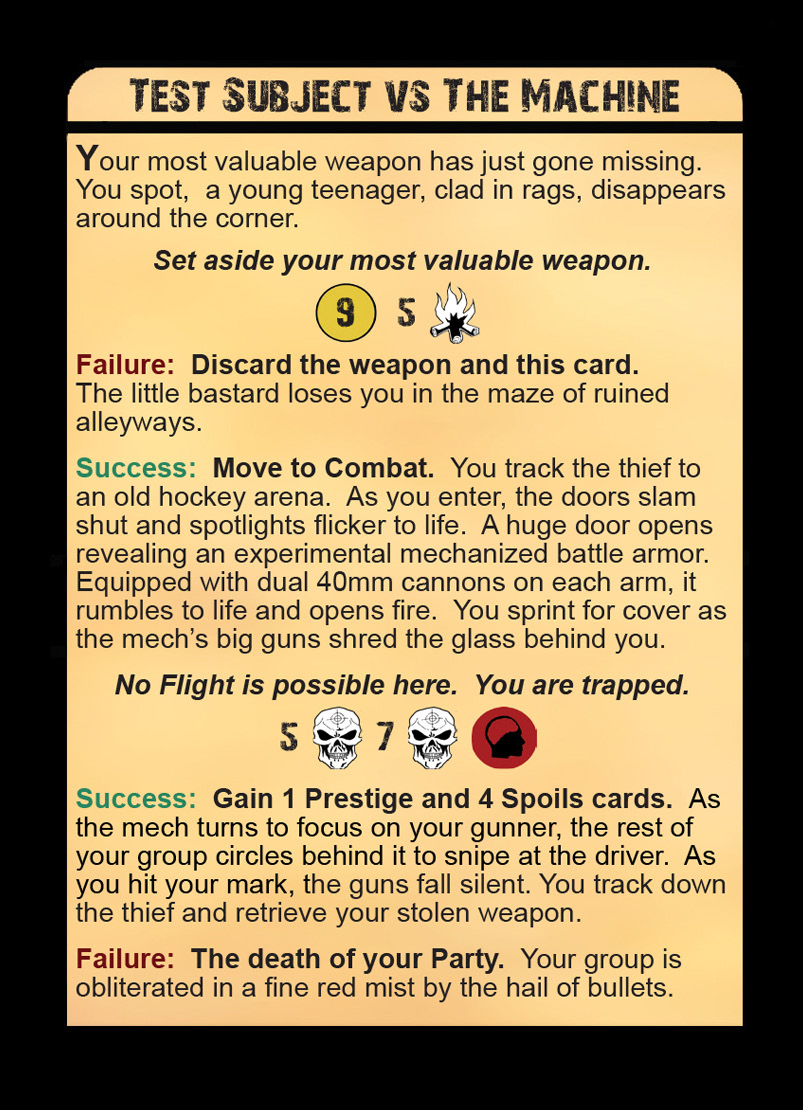 TEST SUBJECT VS THE MACHINE
Your most valuable weapon has just gone missing.
You spot,  a young teenager, clad in rags, disappears
around the corner.
Set aside your most valuable weapon.
9 5
Failure:  Discard the weapon and this card.
The little bastard loses you in the maze of ruined
alleyways.
Success:  Move to Combat.  You track the thief to
an old hockey arena.  As you enter, the doors slam
shut and spotlights flicker to life.  A huge door opens
revealing an experimental mechanized battle armor.
Equipped with dual 40mm cannons on each arm, it
rumbles to life and opens fire.  You sprint for cover as
the mech's big guns shred the glass behind you.
No Flight is possible here.  You are trapped.
5 7
Success:  Gain 1 Prestige and 4 Spoils cards.  As
the mech turns to focus on your gunner, the rest of
your group circles behind it to snipe at the driver.  As
you hit your mark, the guns fall silent. You track down
the thief and retrieve your stolen weapon.
Failure:  The death of your Party.  Your group is
obliterated in a fine red mist by the hail of bullets.